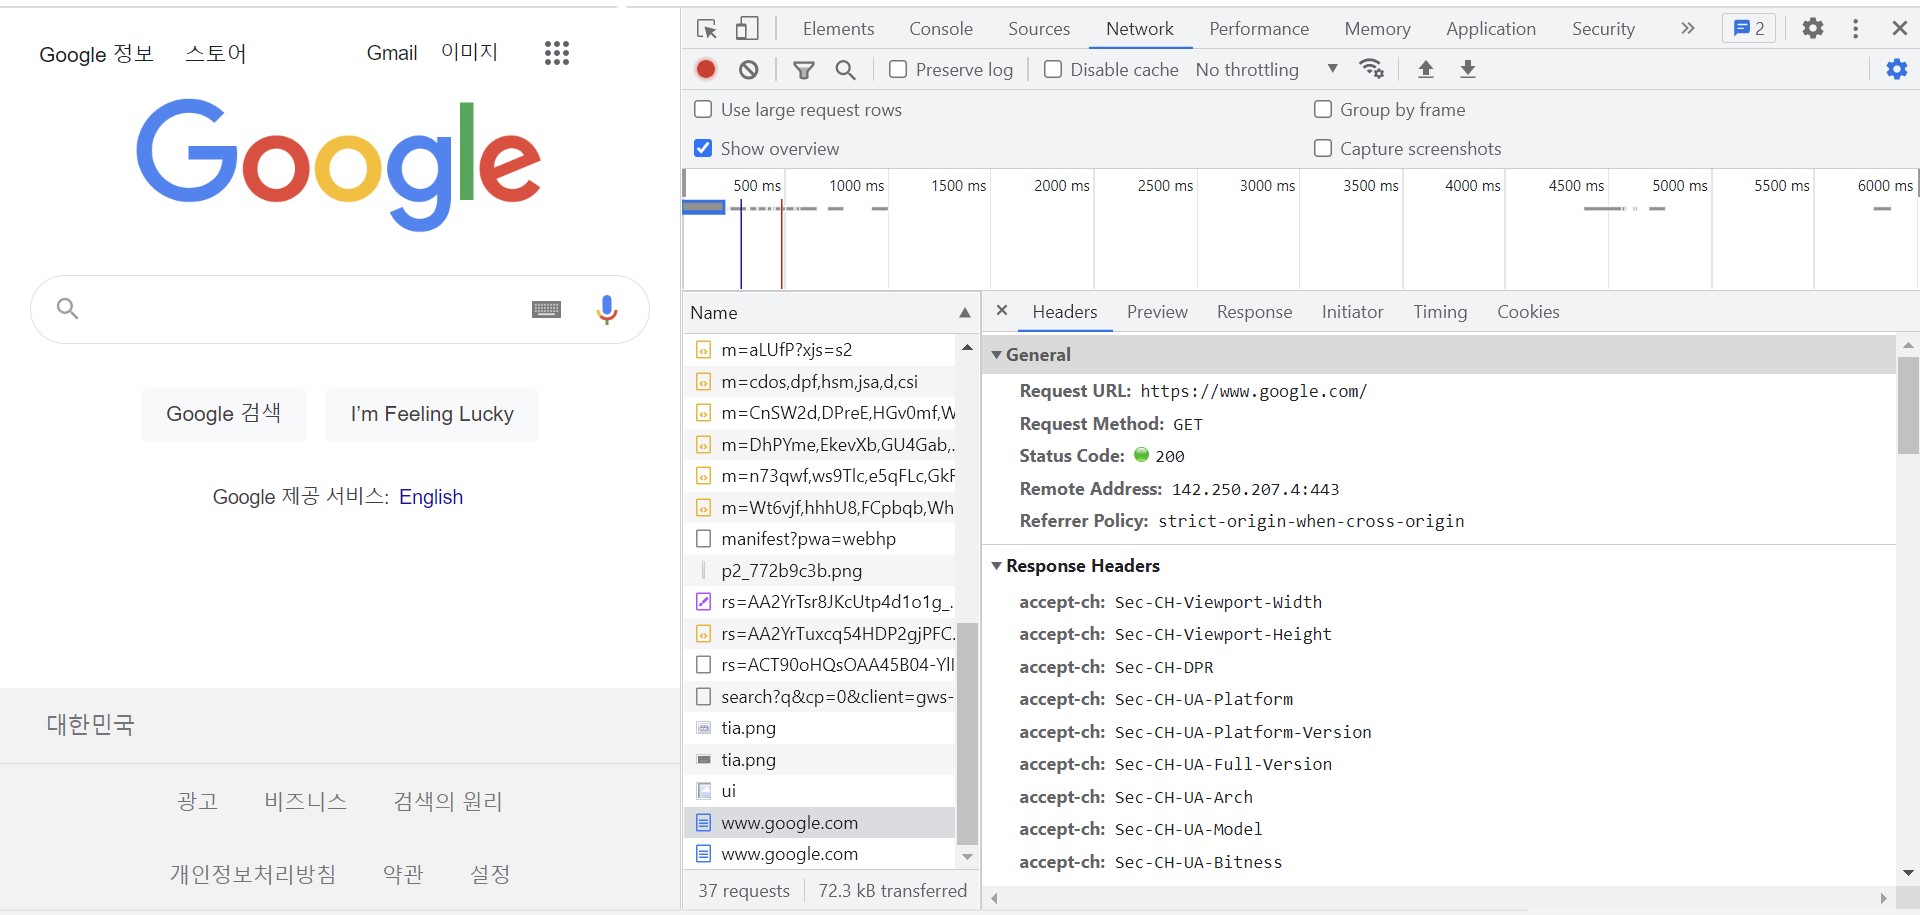 Google 정보 스토어 Gmail 이미지
Google
Google 검색 I'm Feeling Lucky
Google 제공 서비스: English
대한민국
광고 비즈니스 검색의 원리
개인정보처리방침 약관 설정
Elements Console Sources Network Performance Memory Application Security » 2
Preserve log Disable cache No throttling
Use large request rows Group by frame
Show overview Capture screenshots
500 ms 1000 ms 1500 ms 2000 ms 2500 ms 3000 ms 3500 ms 4000 ms 4500 ms 5000 ms 5500 ms 6000 ms
Name
m=aLUfP?xjs=s2
m=cdos,dpf,hsm,jsa,d,csi
m=CnSW2d,DPreE,HGv0mf,W
m=DhPYme,EkevXb,GU4Gab,.
m=n73qwf,ws9Tlc,e5qFLc,GkF
m=Wt6vjf,hhhU8,FCpbqb,Wh
manifest?pwa=webhp
p2_772b9c3b.png
rs=AA2YrTsr8JKcUtp4d1o1g_.
rs=AA2YrTuxcq54HDP2gjPFC.
rs=ACT90oHQsOAA45B04-YlI
search?q&cp=0&client=gws-
tia.png
tia.png
ui
www.google.com
www.google.com
37 requests 72.3 kB transferred
Headers Preview Response Initiator Timing Cookies
General
Request URL: https://www.google.com/
Request Method: GET
Status Code: 200
Remote Address: 142.250.207.4:443
Referrer Policy: strict-origin-when-cross-origin
Response Headers
accept-ch: Sec-CH-Viewport-Width
accept-ch: Sec-CH-Viewport-Height
accept-ch: Sec-CH-DPR
accept-ch: Sec-CH-UA-Platform
accept-ch: Sec-CH-UA-Platform-Version
accept-ch: Sec-CH-UA-Full-Version
accept-ch: Sec-CH-UA-Arch
accept-ch: Sec-CH-UA-Model
accept-ch: Sec-CH-UA-Bitness